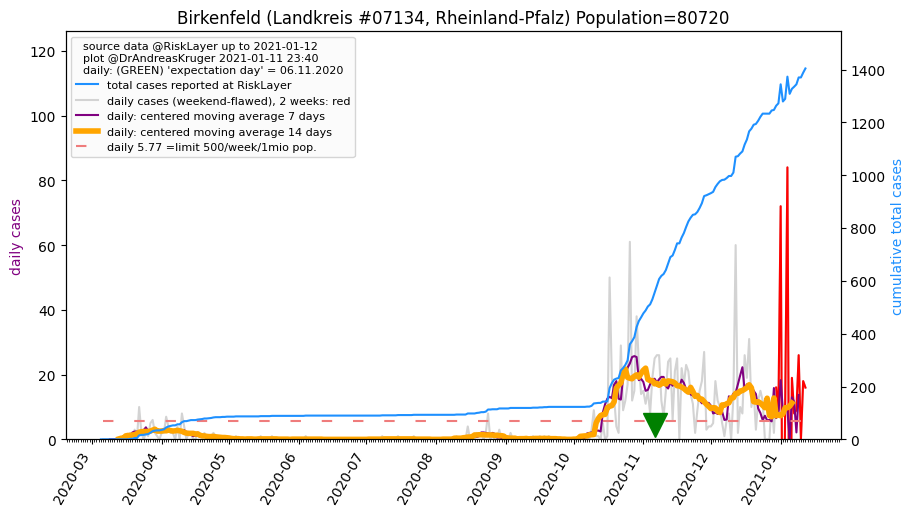 Birkenfeld (Landkreis #07134, Rheinland-Pfalz) Population=80720
source data @RiskLayer up to 2021-01-12
plot @DrAndreasKruger 2021-01-11 23:40
daily: (GREEN) 'expectation day' = 06.11.2020
total cases reported at RiskLayer
daily cases (weekend-flawed), 2 weeks: red
daily: centered moving average 7 days
daily: centered moving average 14 days
daily 5.77 =limit 500/week/1mio pop.
daily cases
120
100
80
60
40
20
0
cumulative total cases
1400
1200
1000
800
600
400
200
0
2020-03
2020-04
2020-05
2020-06
2020-07
2020-08
2020-09
2020-10
2020-11
2020-12
2021-01